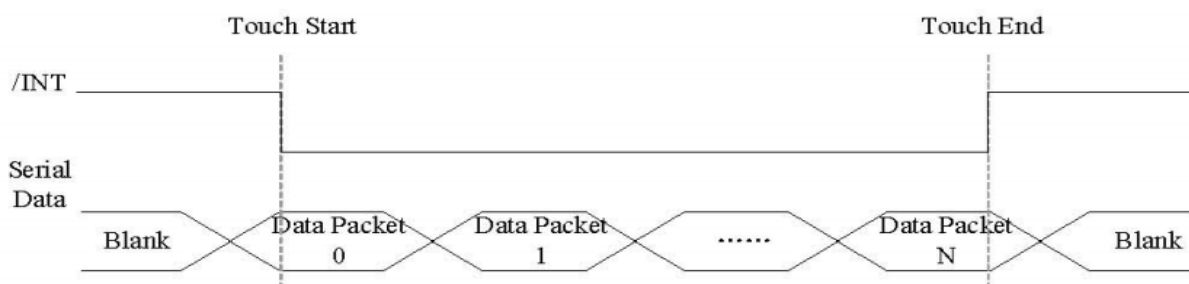 Touch Start
Touch End
/INT
Serial
Data
Blank
Data Packet
0
Data Packet
1
......
Data Packet
N
Blank